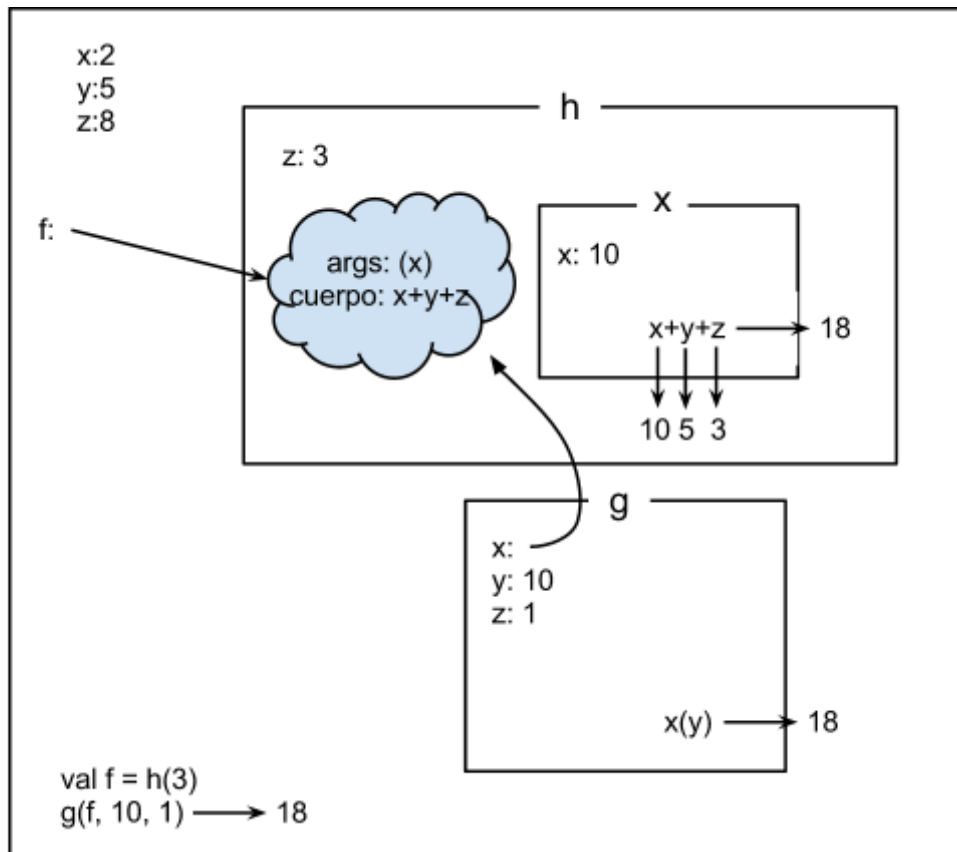 x:2
y:5
z:8
h
z: 3
x
f:
args: (x)
cuerpo: x+y+z
x: 10
x+y+z
18
10 5 3
g
x:
y: 10
z: 1
x(y)
18
val f = h(3)
g(f, 10, 1)
18